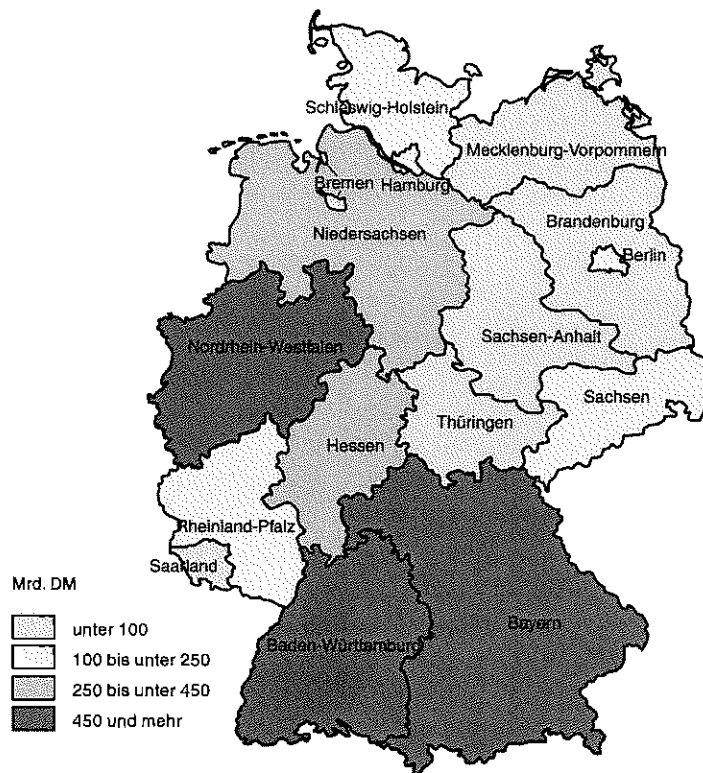 Schleswig-Holstein
Mecklenburg-Vorpommern
Bremen
Hamburg
Niedersachsen
Brandenburg
Berlin
Sachsen-Anhalt
Nordrhein-Westfalen
Sachsen
Thüringen
Hessen
Rheinland-Pfalz
Saarland
Bayern
Baden-Württamburg
Mrd. DM
unter 100
100 bis unter 250
250 bis unter 450
450 und mehr